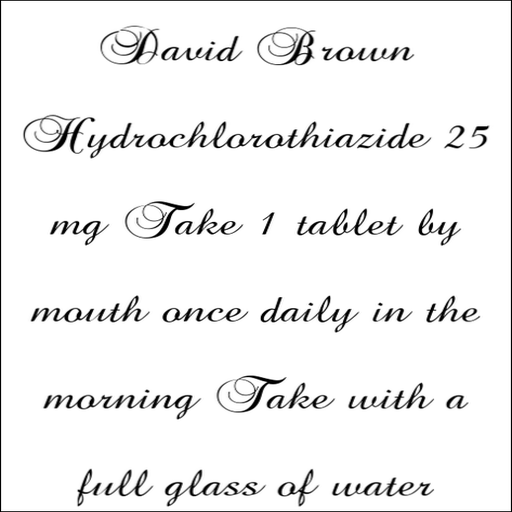 David Brown
Hydrochlorothiazide 25
mg Take 1 tablet by
mouth once daily in the
morning Take with a
full glass of water